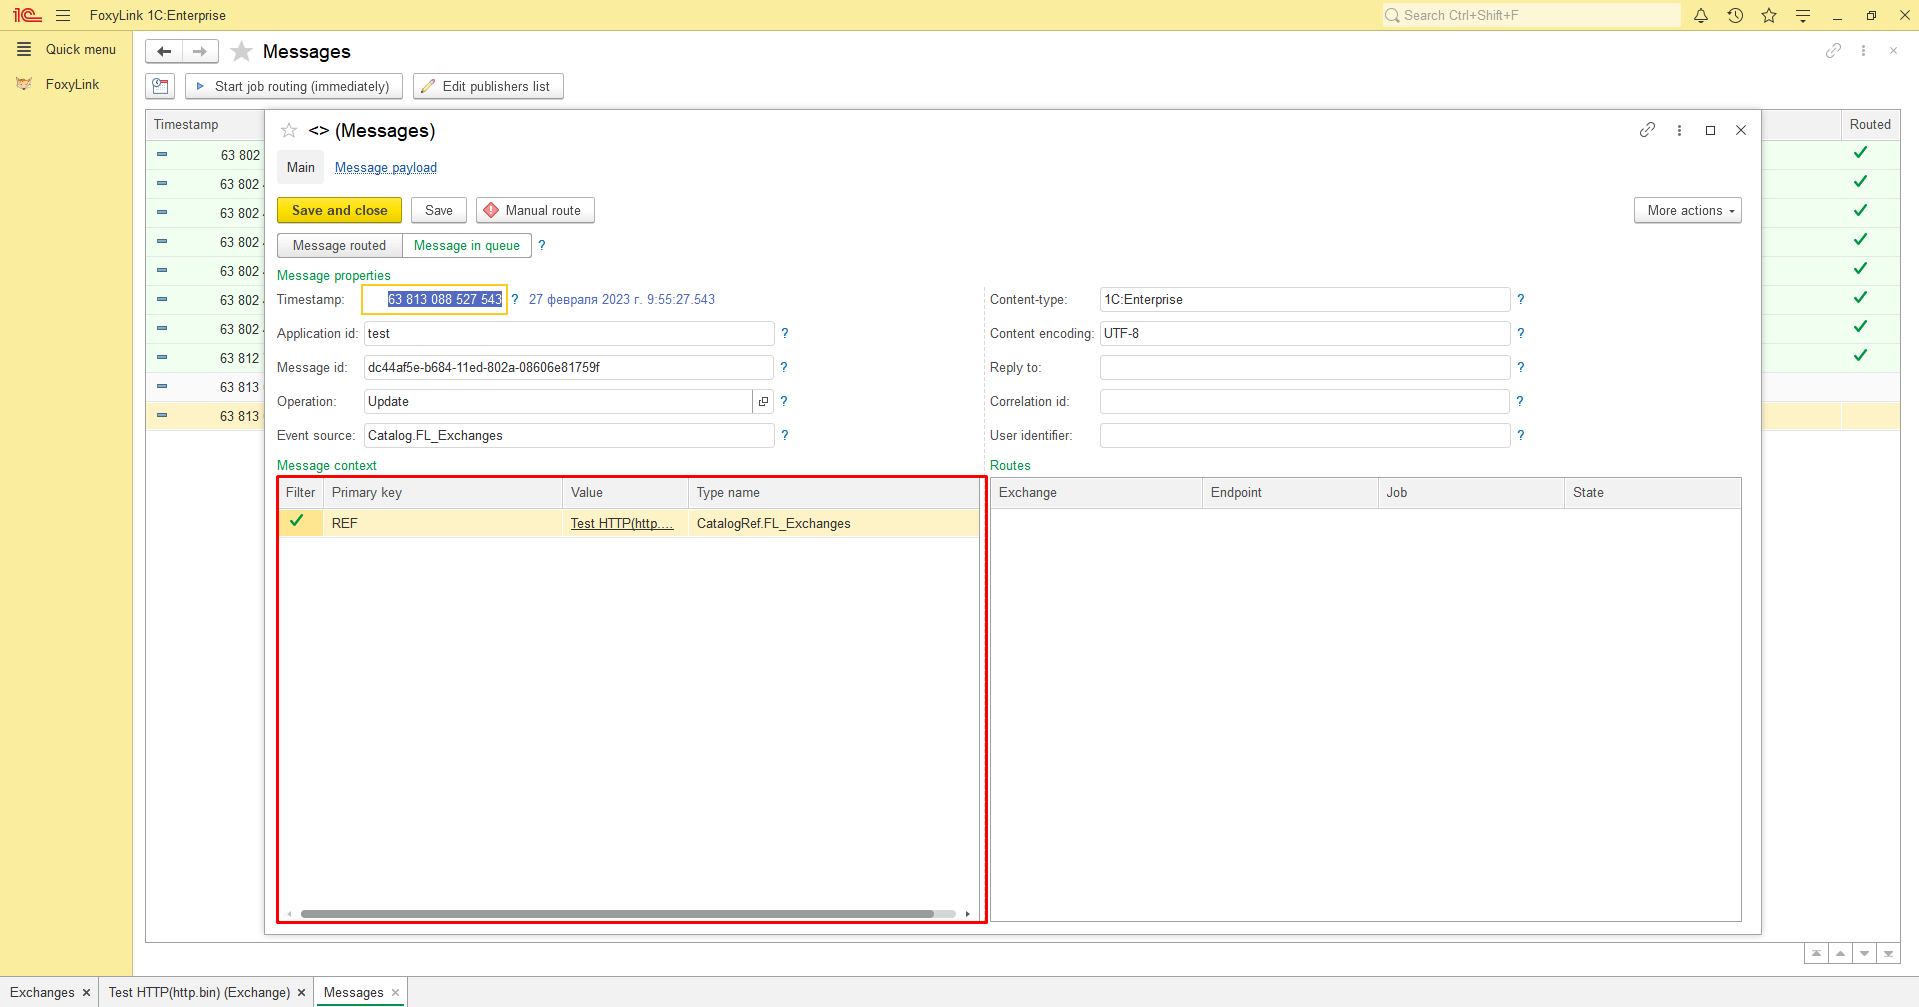 1C FoxyLink 1C:Enterprise Search Ctrl+Shift+F
Quick menu
FoxyLink
Messages
Start job routing (immediately) Edit publishers list
Timestamp Routed
63 802
63 802
63 802
63 802
63 802
63 802
63 802
63 812
63 813
63 813
<> (Messages)
Main Message payload
Save and close Save Manual route More actions
Message routed Message in queue ?
Message properties
Timestamp: 63 813 088 527 543 ? 27 февраля 2023 г. 9:55:27.543 Content-type: 1C:Enterprise ?
Application id: test ? Content encoding: UTF-8 ?
Message id: dc44af5e-b684-11ed-802a-08606e81759f ? Reply to: ?
Operation: Update ? Correlation id: ?
Event source: Catalog.FL_Exchanges ? User identifier: ?
Message context Routes
Filter Primary key Value Type name Exchange Endpoint Job State
REF Test HTTP(http.... CatalogRef.FL_Exchanges
Exchanges Test HTTP(http.bin) (Exchange) Messages